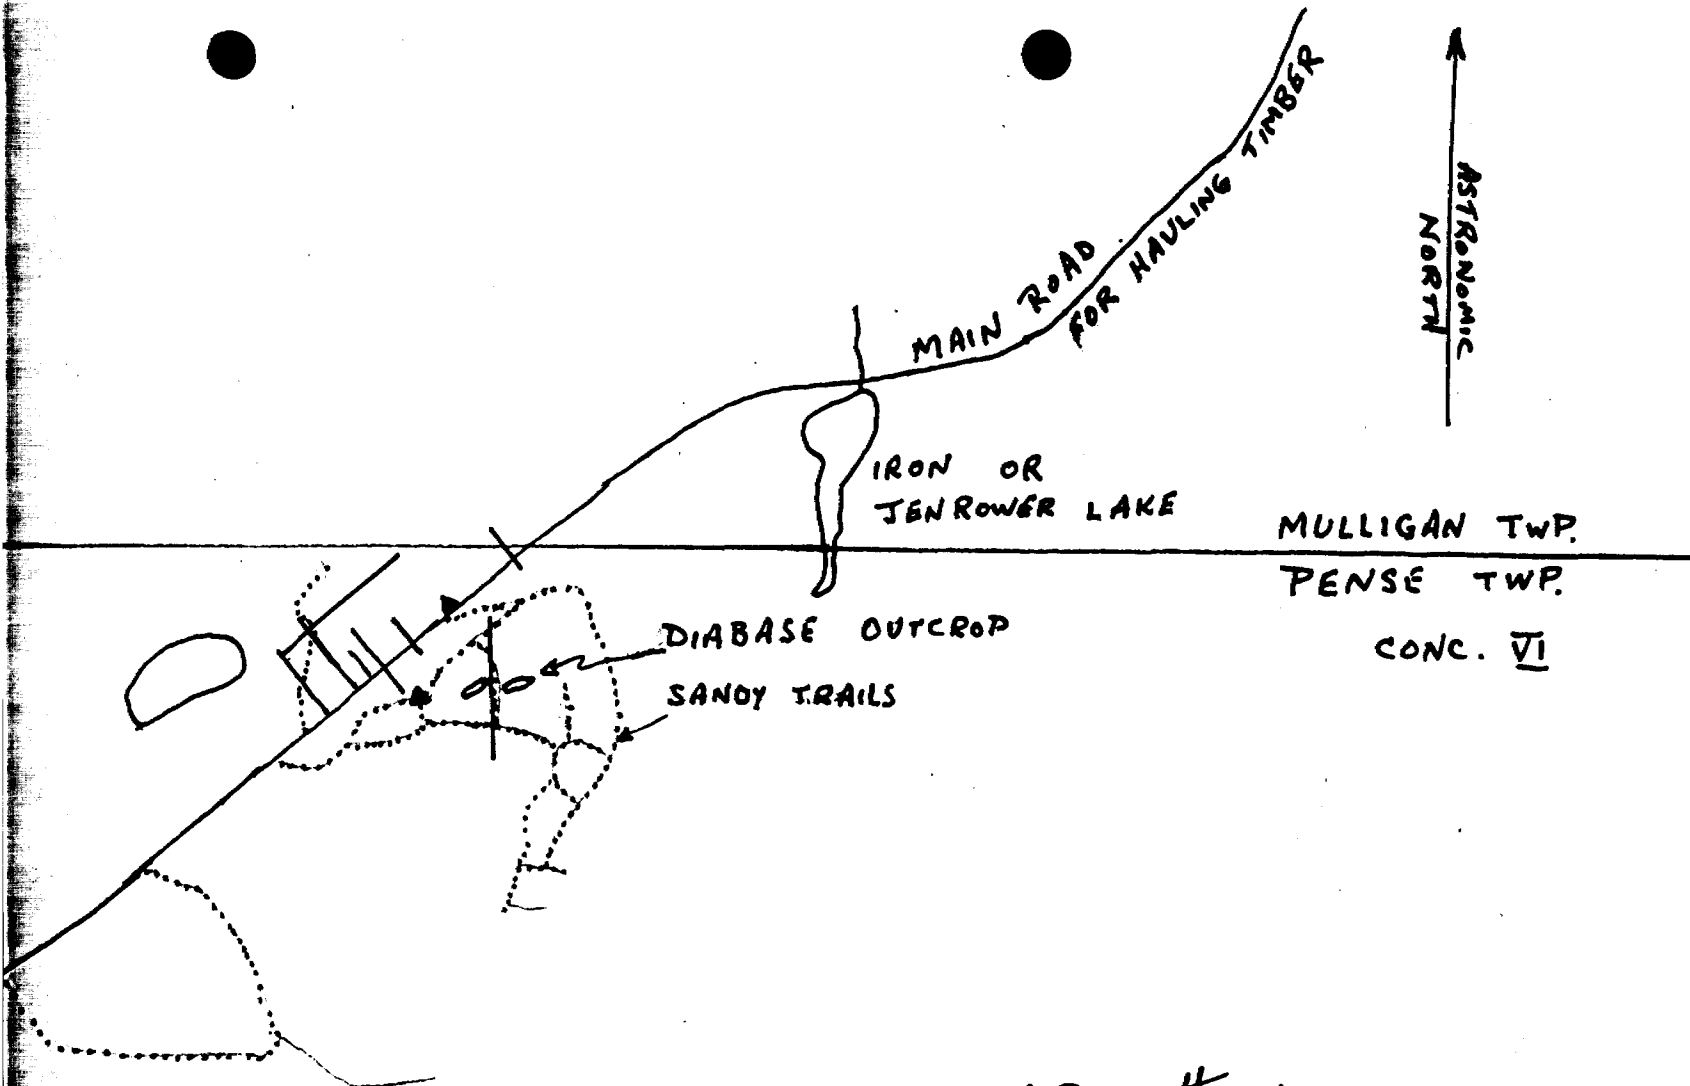 MAIN ROAD
FOR HAULING TIMBER
ASTRONOMIC
NORTH
IRON OR
JENROWER LAKE
MULLIGAN TWP.
PENSE TWP.
CONC. VI
DIABASE OUTCROP
SANDY TRAILS